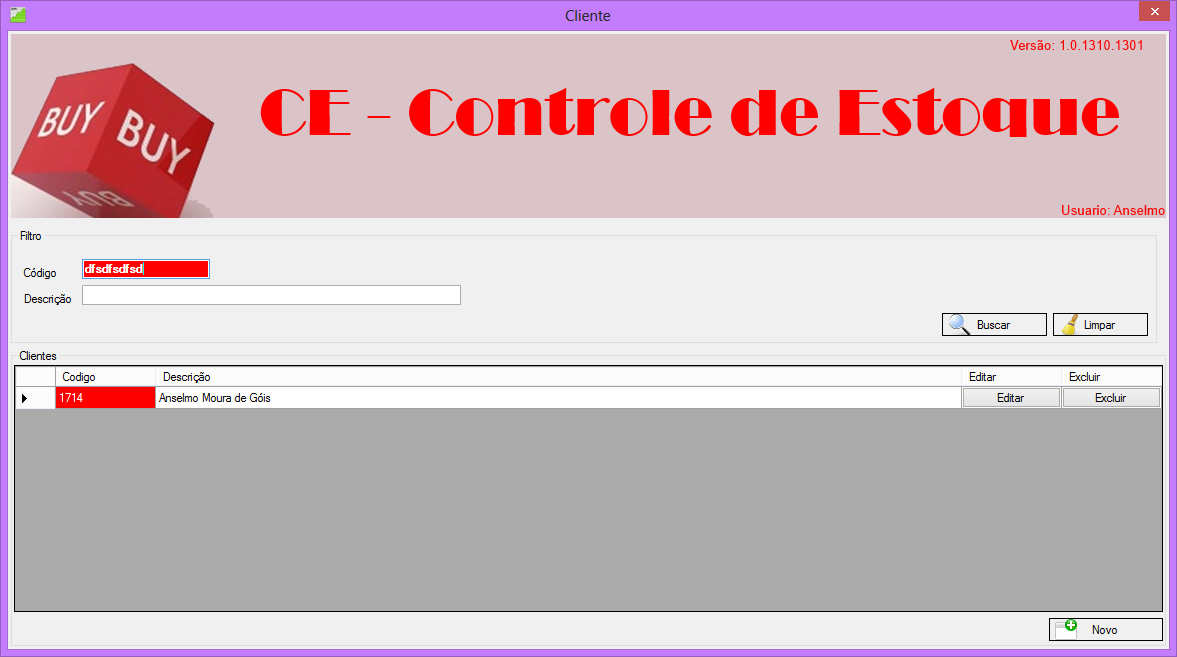 Cliente
Versão: 1.0.1310.1301
BUY BUY
BUY
CE - Controle de Estoque
Usuario: Anselmo
Filtro
Código dfsdfsdfsd
Descrição
Buscar Limpar
Clientes
Codigo Descrição Editar Excluir
1714 Anselmo Moura de Góis Editar Excluir
Novo